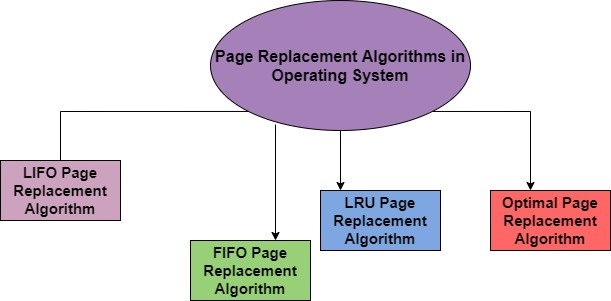 Page Replacement Algorithms in
Operating System
LIFO Page
Replacement
Algorithm
FIFO Page
Replacement
Algorithm
LRU Page
Replacement
Algorithm
Optimal Page
Replacement
Algorithm